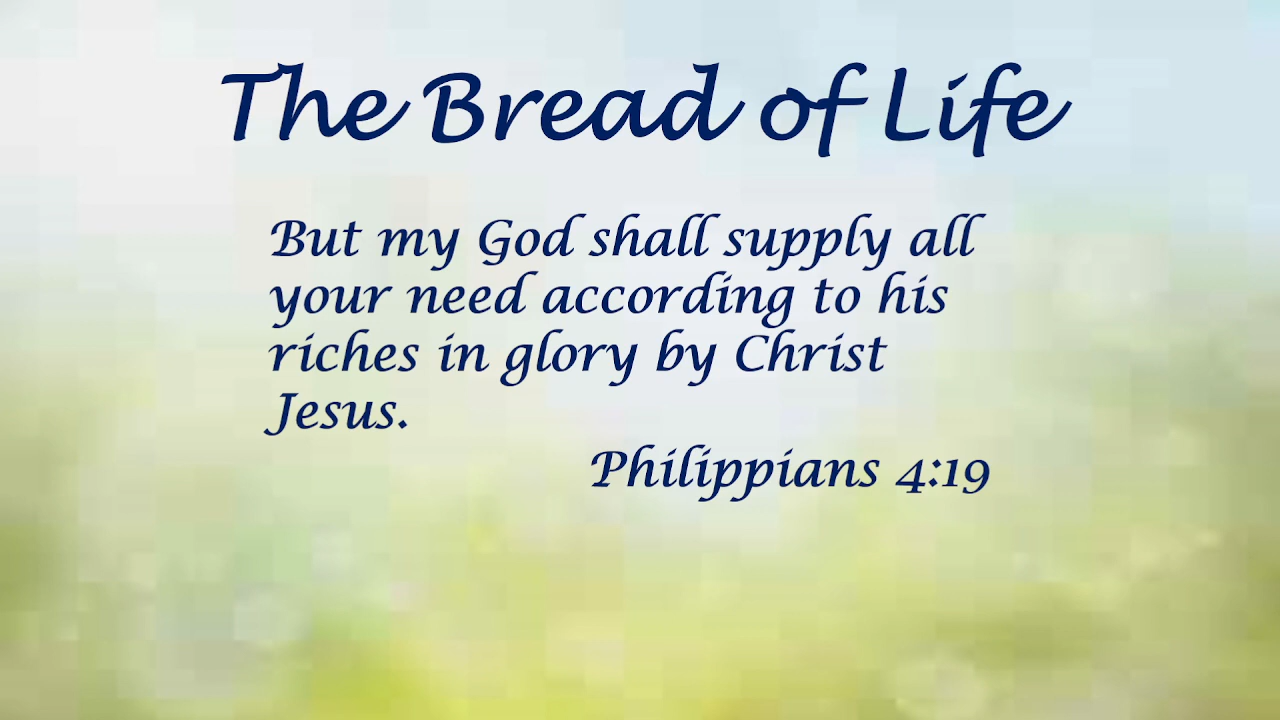 The Bread of Life
But my God shall supply all
your need according to his
riches in glory by Christ
Jesus.
Philippians 4:19